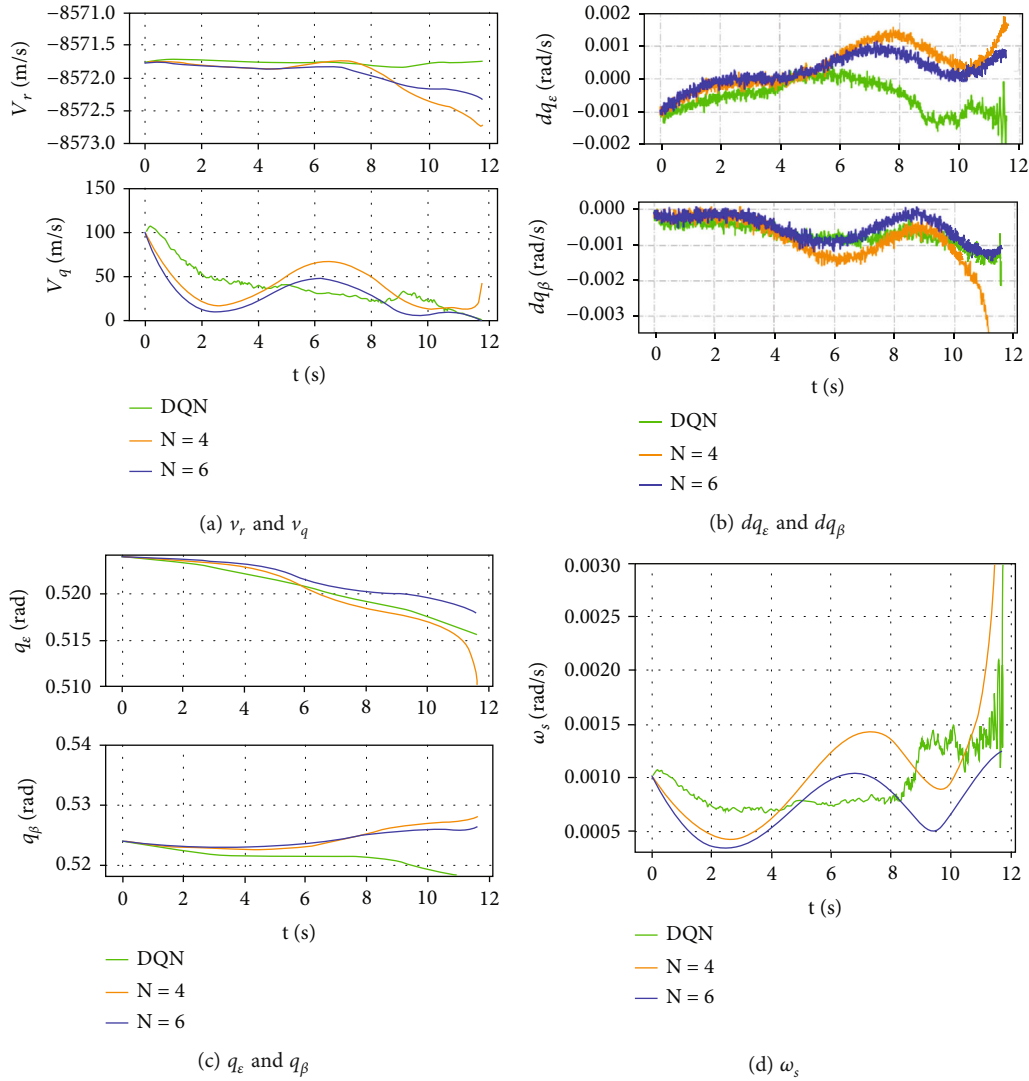 −8571.0
−8571.5
−8572.0
−8572.5
−8573.0
V_r (m/s)
0 2 4 6 8 10 12
150
100
50
0
V_q (m/s)
0 2 4 6 8 10 12
t (s)
DQN
N = 4
N = 6
(a) v_r and v_q
0.002
0.001
0.000
−0.001
0.002
dq_ε (rad/s)
0 2 4 6 8 10 12
0.000
−0.001
−0.002
−0.003
dq_β (rad/s)
0 2 4 6 8 10 12
t (s)
DQN
N = 4
N = 6
(b) dq_ε and dq_β
0.520
0.515
0.510
q_ε (rad)
0 2 4 6 8 10 12
0.54
0.53
0.52
q_β (rad)
0 2 4 6 8 10 12
t (s)
DQN
N = 4
N = 6
(c) q_ε and q_β
0.0030
0.0025
0.0020
0.0015
0.0010
0.0005
ω_s (rad/s)
0 2 4 6 8 10 12
t (s)
DQN
N = 4
N = 6
(d) ω_s